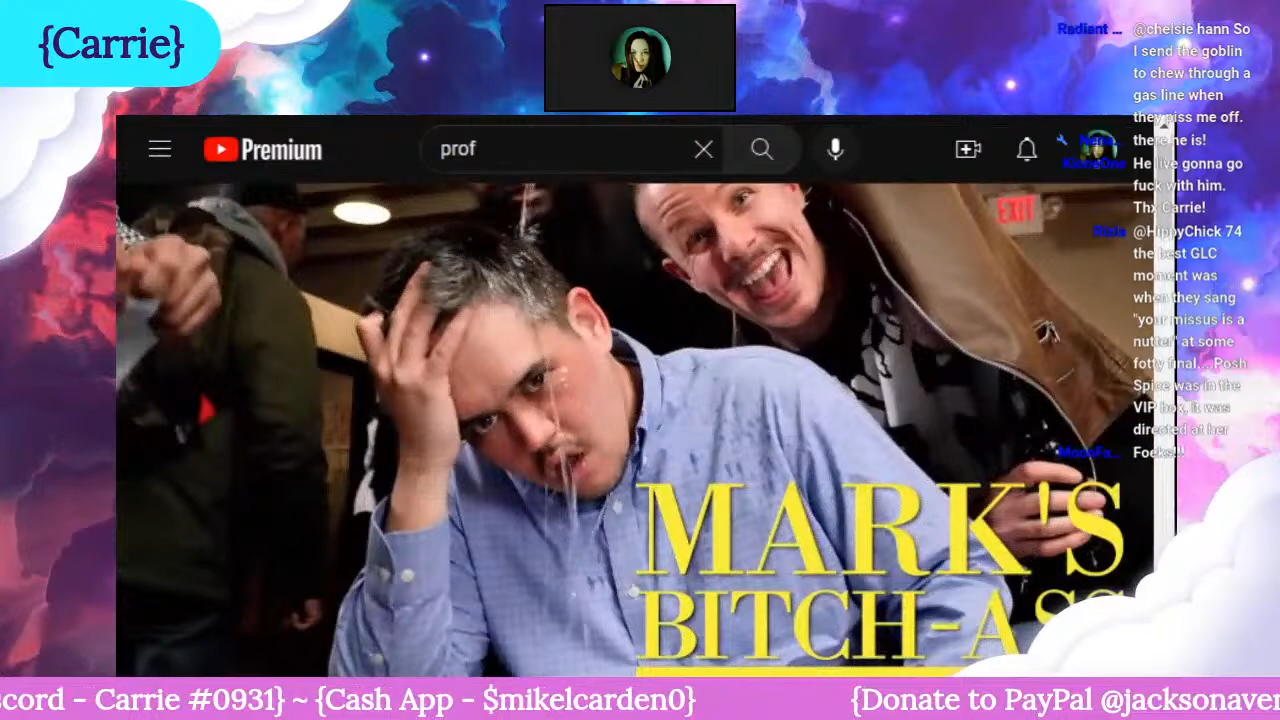 {Carrie}
Premium
prof
EXIT
MARK'S
BITCH-ASS
Radiant ...
@chelsie hann So
I send the goblin
to chew through a
gas line when
they piss me off.
there he is!
He live gonna go
fuck with him.
Thx Carrie!
@HippyChick 74
the best GLC
moment was
when they sang
"your missus is a
nutter" at some
fotty final....Posh
Spice was in the
VIP box, it was
directed at her
Foeks!!!
scord - Carrie #0931} ~ {Cash App - $mikelcarden0}
{Donate to PayPal @jacksonaver